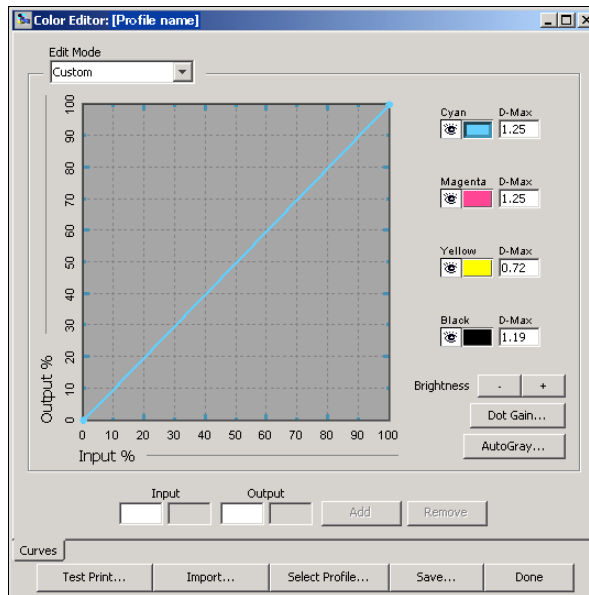 Color Editor: [Profile name]
Edit Mode
Custom
100
90
80
70
60
50
40
30
20
10
0
Output %
0 10 20 30 40 50 60 70 80 90 100
Input %
Cyan D-Max
1.25
Magenta D-Max
1.25
Yellow D-Max
0.72
Black D-Max
1.19
Brightness - +
Dot Gain...
AutoGray...
Input Output
Add Remove
Curves
Test Print... Import... Select Profile... Save... Done